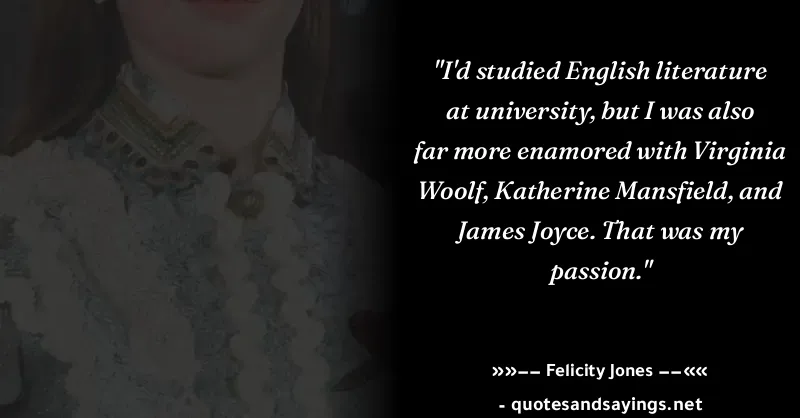 "I'd studied English literature
at university, but I was also
far more enamored with Virginia
Woolf, Katherine Mansfield, and
James Joyce. That was my
passion."
»»−− Felicity Jones −−««
- quotesandsayings.net